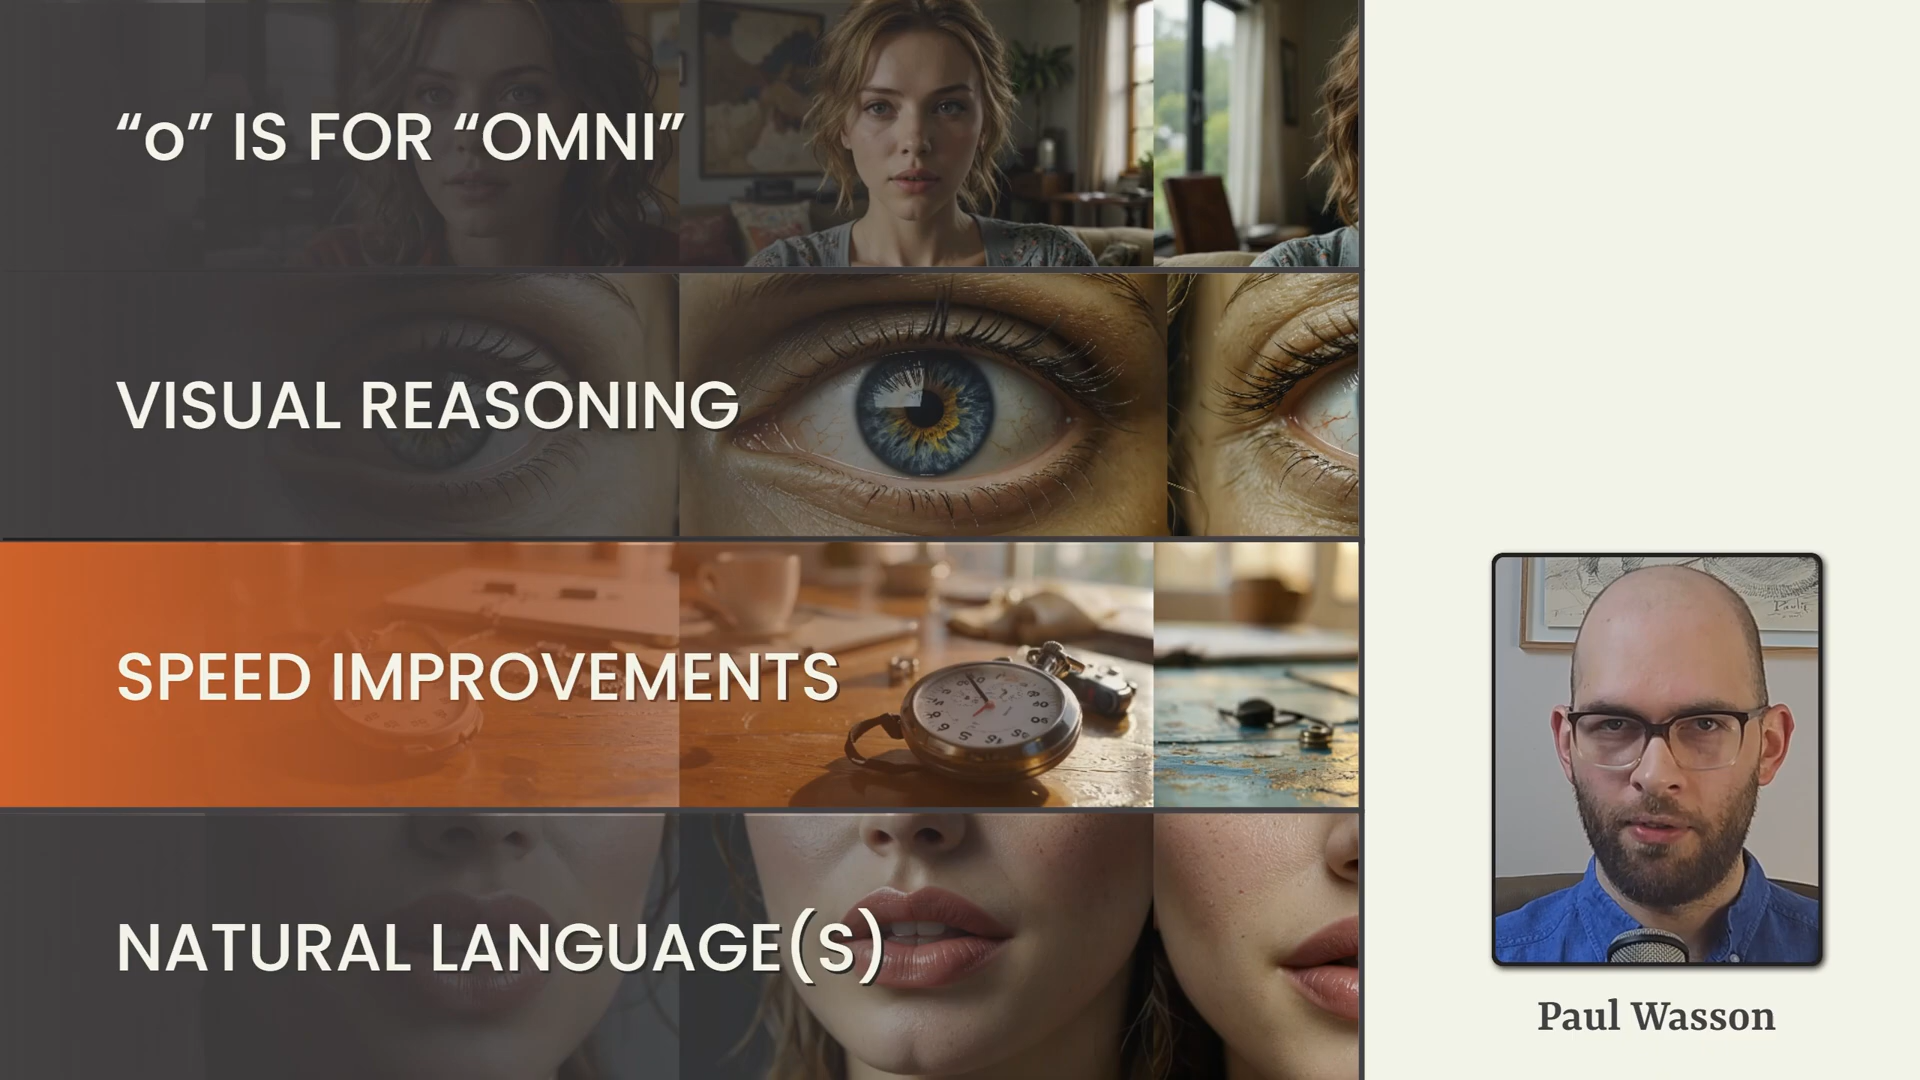 “o” IS FOR “OMNI”
VISUAL REASONING
SPEED IMPROVEMENTS
NATURAL LANGUAGE(S)
Paul Wasson